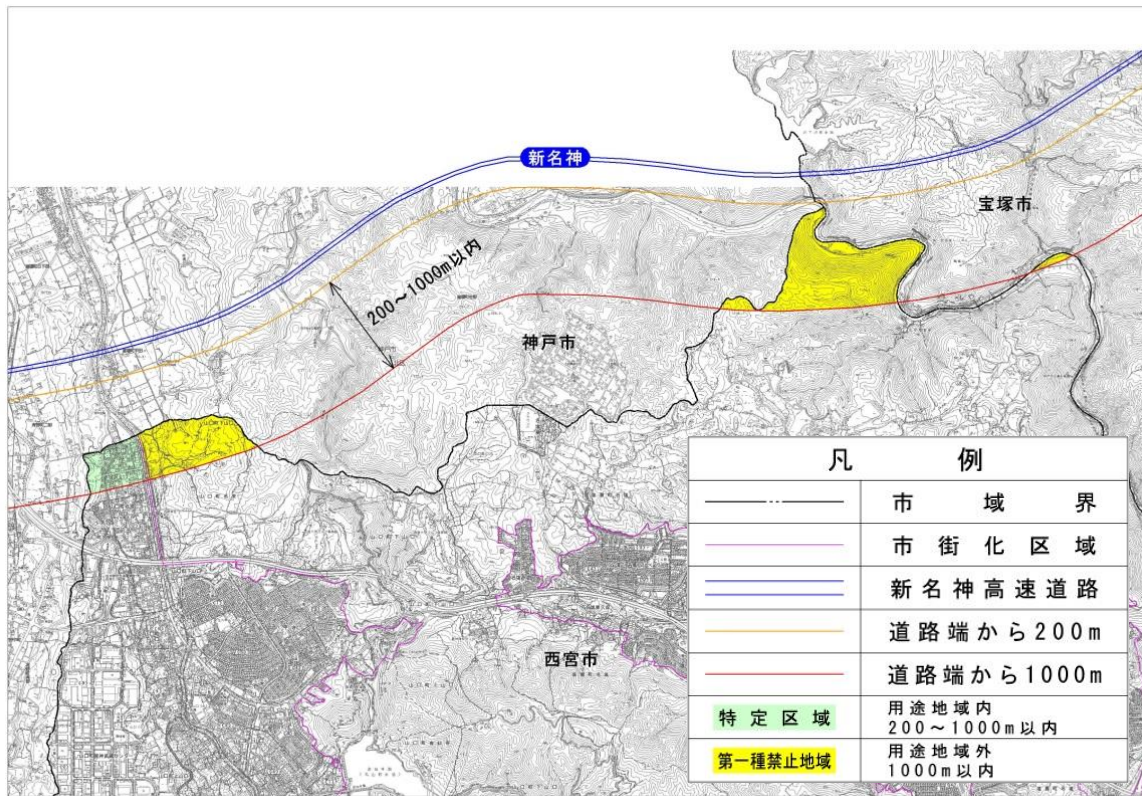 新名神
宝塚市
200～1000m以内
神戸市
西宮市
凡例
市域界
市街化区域
新名神高速道路
道路端から200m
道路端から1000m
特定区域
用途地域内
200～1000m以内
第一種禁止地域
用途地域外
1000m以内